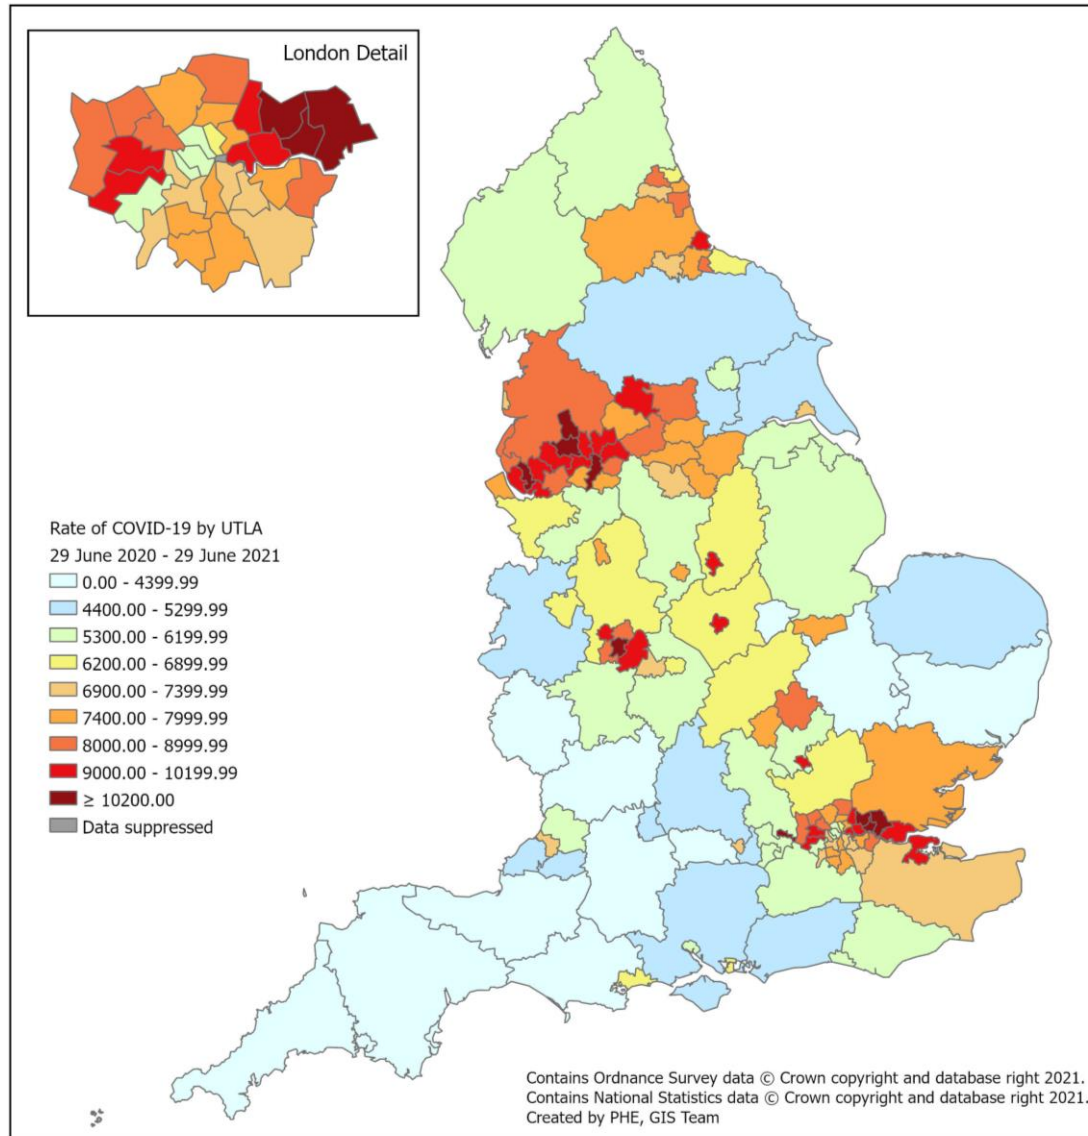 London Detail
Rate of COVID-19 by UTLA
29 June 2020 - 29 June 2021
0.00 - 4399.99
4400.00 - 5299.99
5300.00 - 6199.99
6200.00 - 6899.99
6900.00 - 7399.99
7400.00 - 7999.99
8000.00 - 8999.99
9000.00 - 10199.99
≥ 10200.00
Data suppressed
Contains Ordnance Survey data © Crown copyright and database right 2021.
Contains National Statistics data © Crown copyright and database right 2021.
Created by PHE, GIS Team